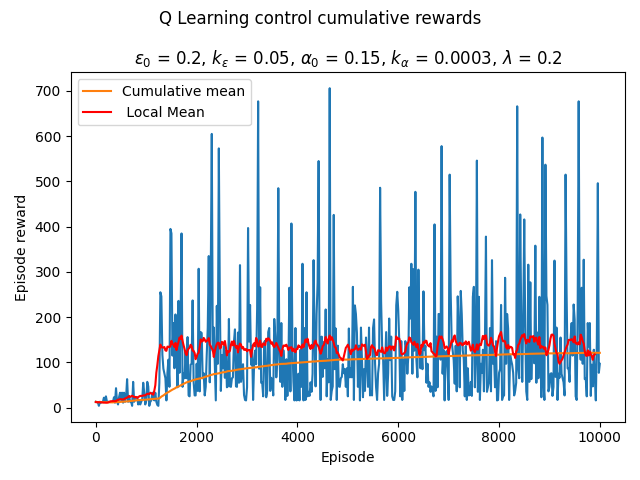 Q Learning control cumulative rewards
ε₀ = 0.2, kε = 0.05, α₀ = 0.15, kα = 0.0003, λ = 0.2
Cumulative mean
Local Mean
700
600
500
400
300
200
100
0
Episode reward
0 2000 4000 6000 8000 10000
Episode